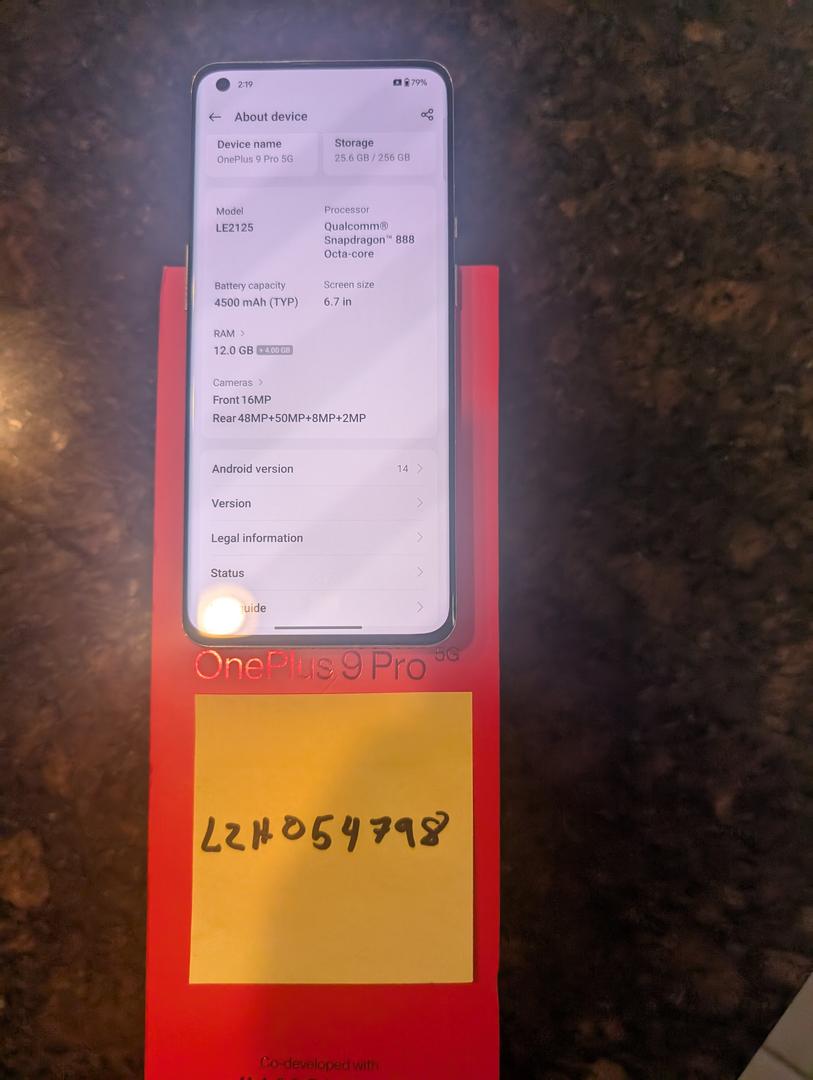 2:19
79%
About device
Device name
OnePlus 9 Pro 5G
Storage
25.6 GB / 256 GB
Model
LE2125
Processor
Qualcomm®
Snapdragon™ 888
Octa-core
Battery capacity
4500 mAh (TYP)
Screen size
6.7 in
RAM
12.0 GB + 4.00 GB
Cameras
Front 16MP
Rear 48MP+50MP+8MP+2MP
Android version 14
Version
Legal information
Status
OnePlus 9 Pro 5G
LZH054798
Co-developed with